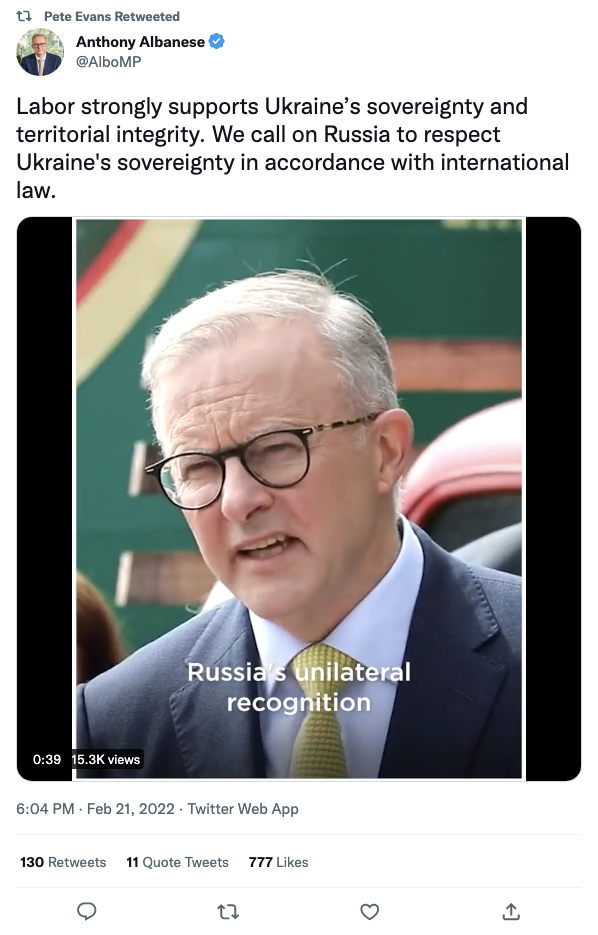 Pete Evans Retweeted
Anthony Albanese
@AlboMP
Labor strongly supports Ukraine’s sovereignty and
territorial integrity. We call on Russia to respect
Ukraine's sovereignty in accordance with international
law.
Russia's unilateral
recognition
0:39 15.3K views
6:04 PM · Feb 21, 2022 · Twitter Web App
130 Retweets 11 Quote Tweets 777 Likes